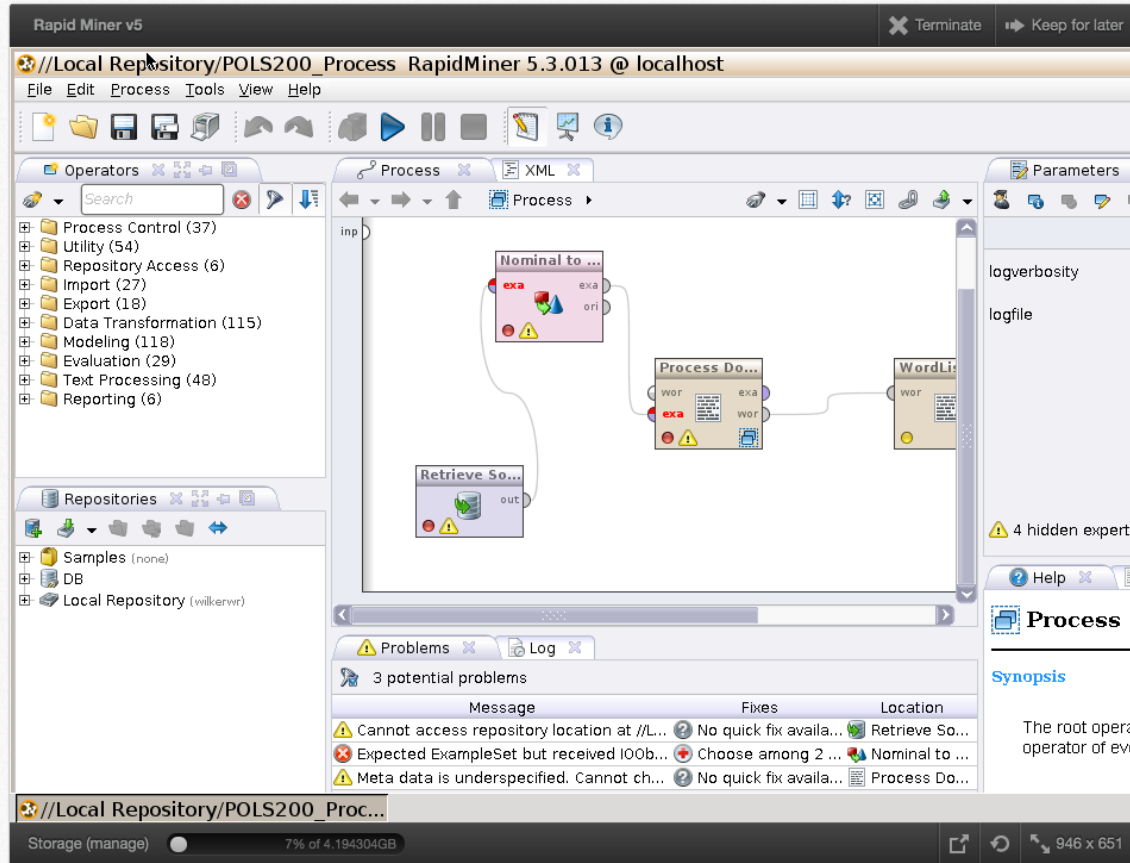 Rapid Miner v5
Terminate
Keep for later
//Local Repository/POLS200_Process RapidMiner 5.3.013 @ localhost
File Edit Process Tools View Help
Operators
Search
Process Control (37)
Utility (54)
Repository Access (6)
Import (27)
Export (18)
Data Transformation (115)
Modeling (118)
Evaluation (29)
Text Processing (48)
Reporting (6)
Repositories
Samples (none)
DB
Local Repository (wilkerwr)
Process
XML
Process
inp
Nominal to ...
exa exa
ori
Process Do...
wor exa
exa wor
WordLis
wor
Retrieve So...
out
Problems
Log
3 potential problems
Message Fixes Location
Cannot access repository location at //L... No quick fix availa... Retrieve So...
Expected ExampleSet but received IOOb... Choose among 2 ... Nominal to ...
Meta data is underspecified. Cannot ch... No quick fix availa... Process Do...
Parameters
logverbosity
logfile
4 hidden expert
Help
Process
Synopsis
The root opera
operator of eve
//Local Repository/POLS200_Proc...
Storage (manage)
7% of 4.194304GB
946 x 651